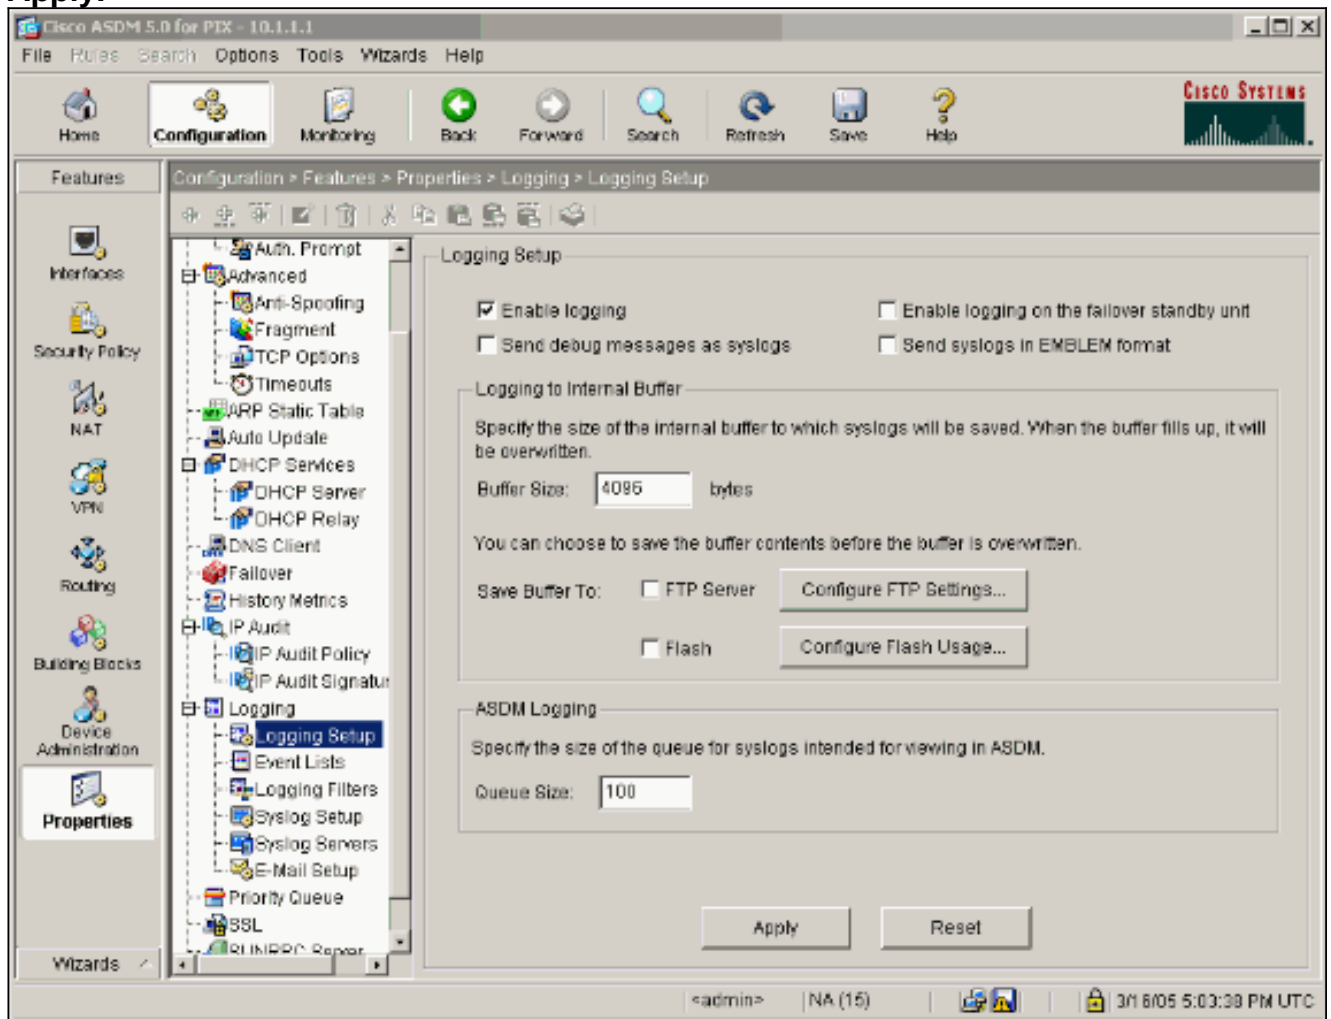 Apply.
Cisco ASDM 5.0 for PIX - 10.1.1.1
File Rules Search Options Tools Wizards Help
Home Configuration Monitoring Back Forward Search Refresh Save Help
CISCO SYSTEMS
Features
Configuration > Features > Properties > Logging > Logging Setup
Interfaces
Security Policy
NAT
VPN
Routing
Building Blocks
Device
Administration
Properties
Wizards
Auth. Prompt
Advanced
Anti-Spoofing
Fragment
TCP Options
Timeouts
ARP Static Table
Auto Update
DHCP Services
DHCP Server
DHCP Relay
DNS Client
Failover
History Metrics
IP Audit
IP Audit Policy
IP Audit Signatur
Logging
Logging Setup
Event Lists
Logging Filters
Syslog Setup
Syslog Servers
E-Mail Setup
Priority Queue
SSL
SUNRPC Server
Logging Setup
Enable logging
Enable logging on the failover standby unit
Send debug messages as syslogs
Send syslogs in EMBLEM format
Logging to Internal Buffer
Specify the size of the internal buffer to which syslogs will be saved. When the buffer fills up, it will
be overwritten.
Buffer Size: 4096 bytes
You can choose to save the buffer contents before the buffer is overwritten.
Save Buffer To: FTP Server Configure FTP Settings...
Flash Configure Flash Usage...
ASDM Logging
Specify the size of the queue for syslogs intended for viewing in ASDM.
Queue Size: 100
Apply Reset
<admin> NA (15) 3/16/05 5:03:38 PM UTC